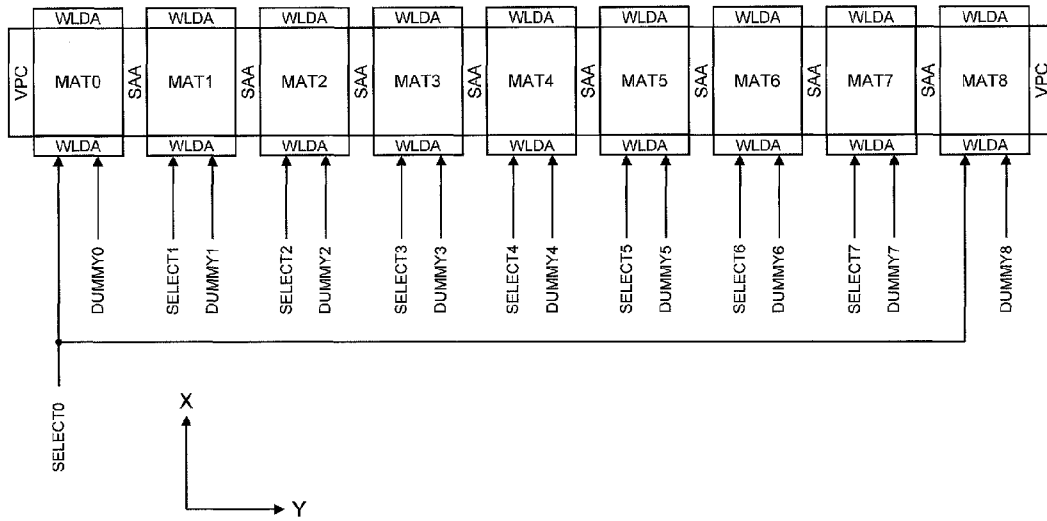 WLDA WLDA WLDA WLDA WLDA WLDA WLDA WLDA WLDA
VPC MAT0 SAA MAT1 SAA MAT2 SAA MAT3 SAA MAT4 SAA MAT5 SAA MAT6 SAA MAT7 SAA MAT8 VPC
WLDA WLDA WLDA WLDA WLDA WLDA WLDA WLDA WLDA
DUMMY0 SELECT1 DUMMY1 SELECT2 DUMMY2 SELECT3 DUMMY3 SELECT4 DUMMY4 SELECT5 DUMMY5 SELECT6 DUMMY6 SELECT7 DUMMY7 DUMMY8
SELECT0
X
Y